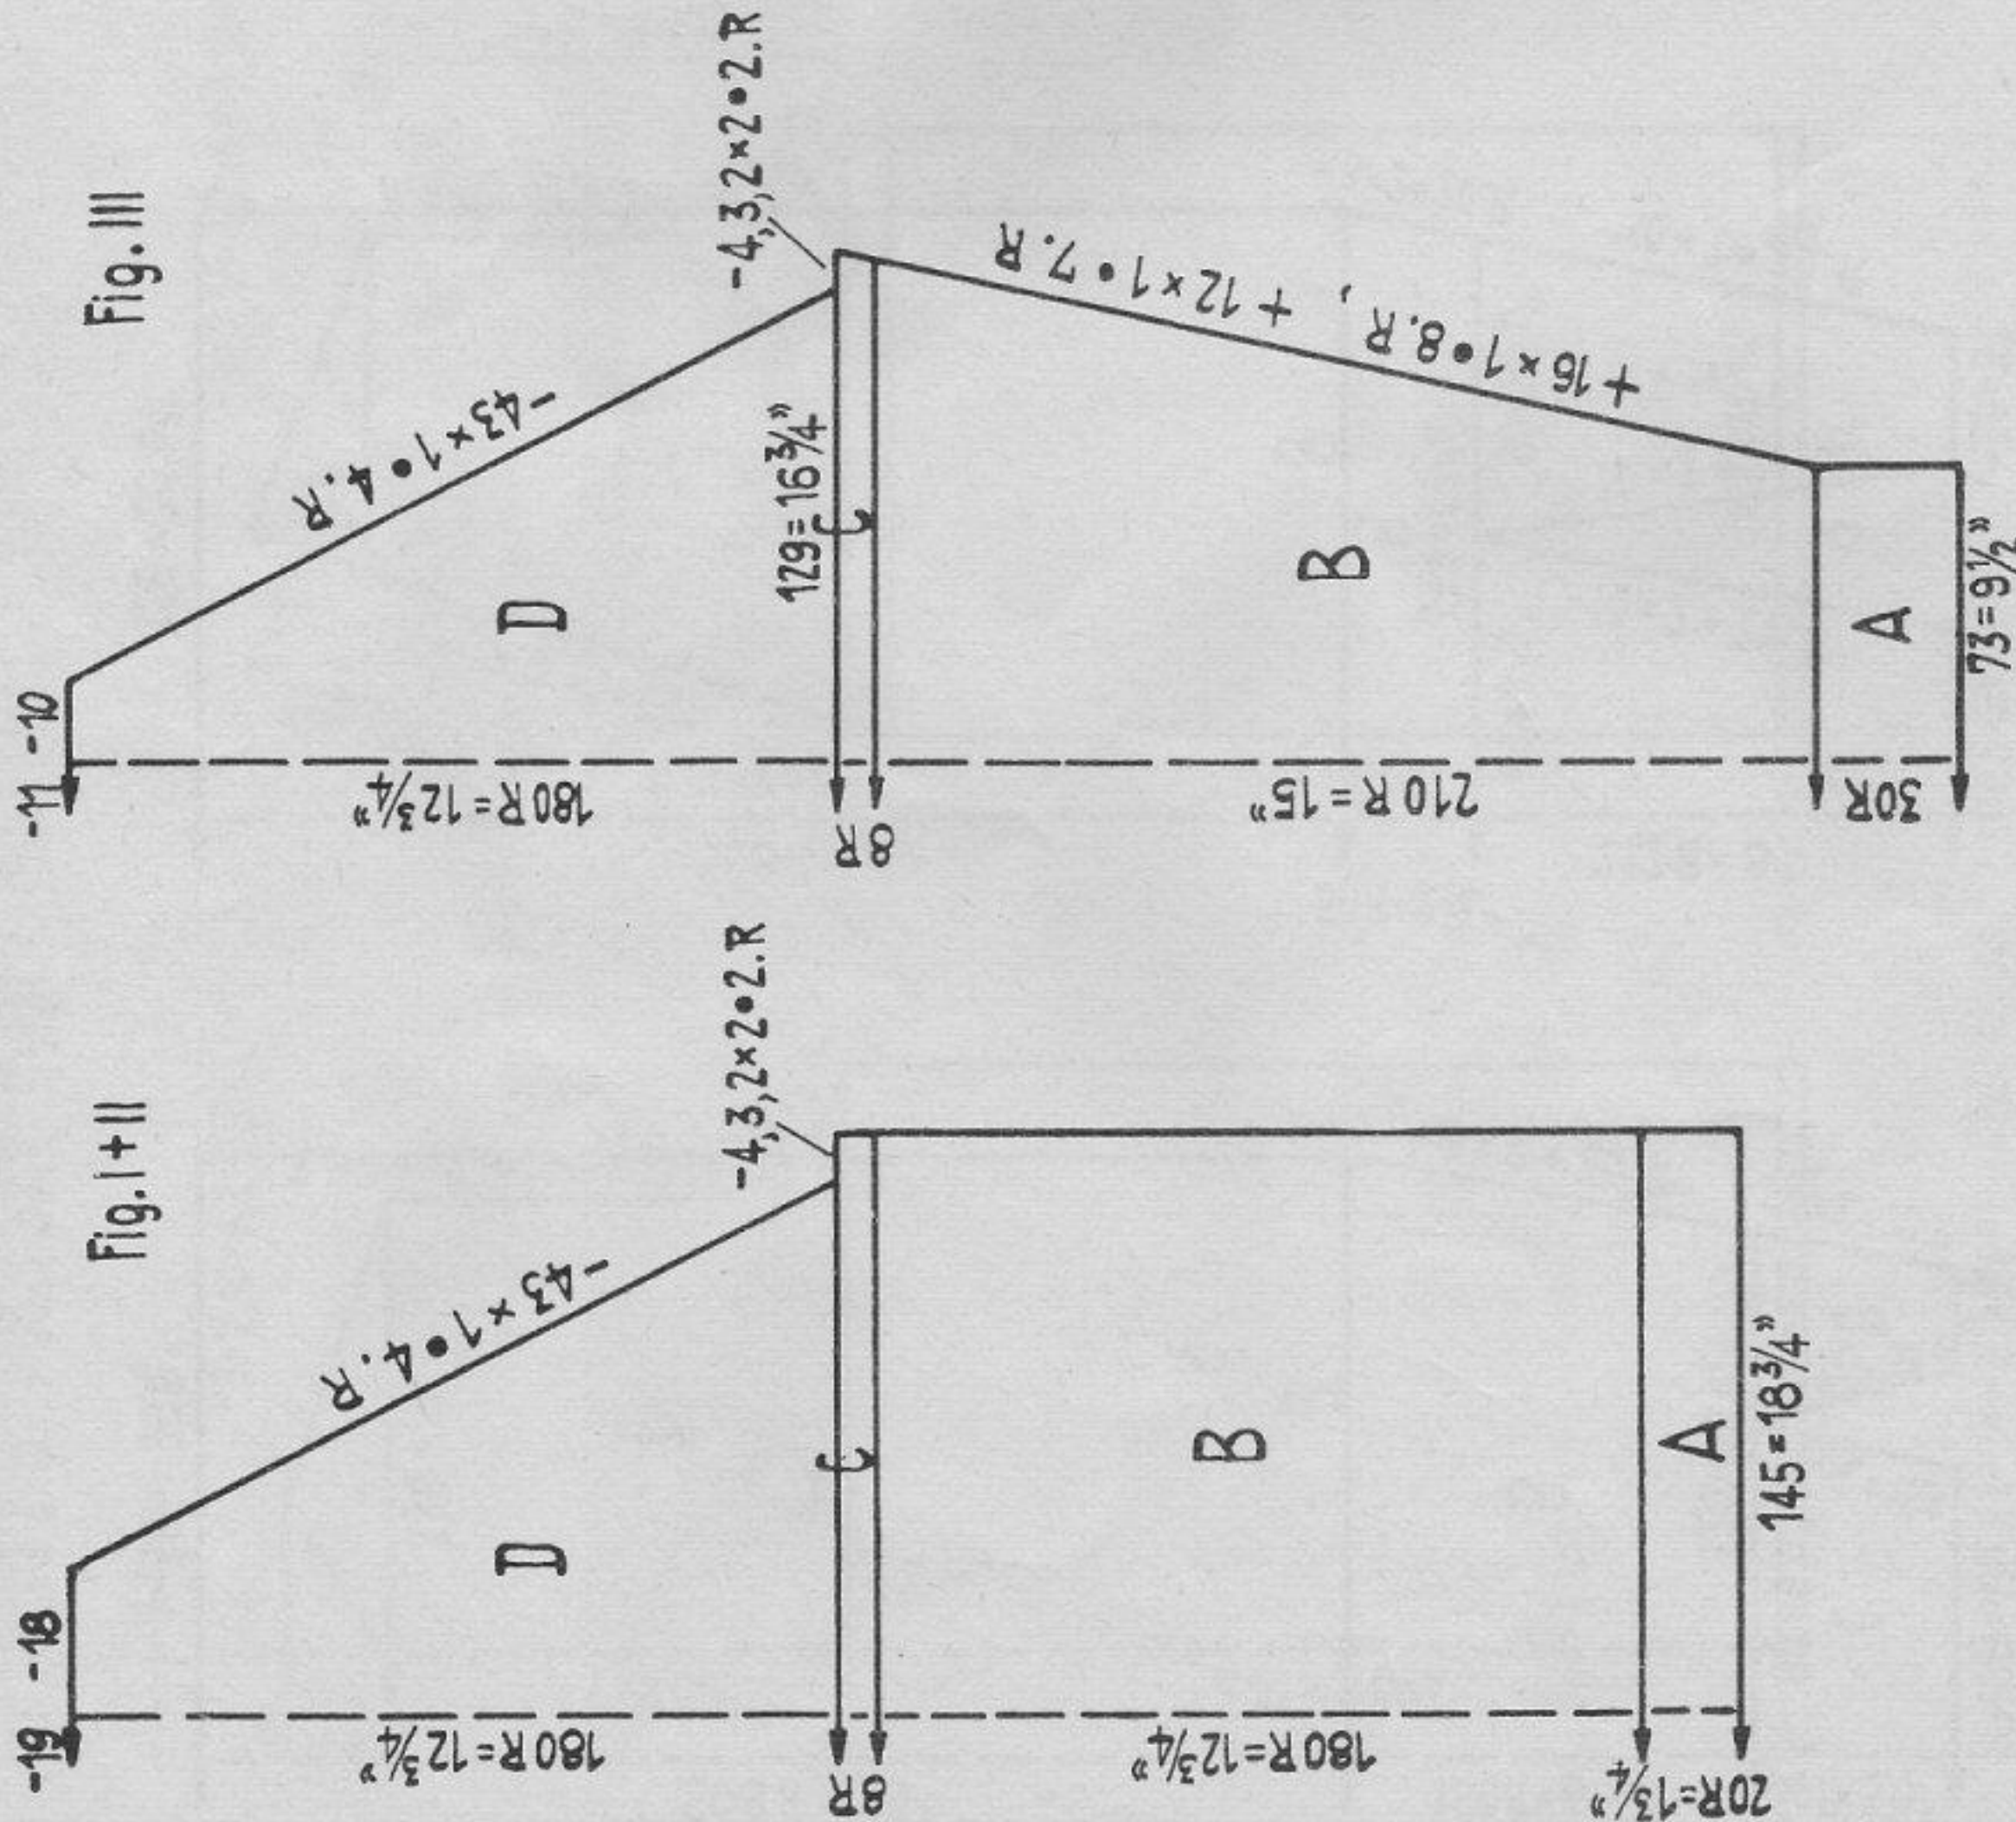 Fig. I+II
-19 -18
-43×1•4.R
D
180R=12¾"
-4,3,2×2•2.R
C
8R
B
180R=12¾"
A
20R=1¾"
145=18¾"
Fig. III
-11 -10
-43×1•4.R
D
180R=12¾"
-4,3,2×2•2.R
129=16¾"
C
8R
+16×1•8.R, +12×1•7.R
B
210R=15"
A
30R
73=9½"